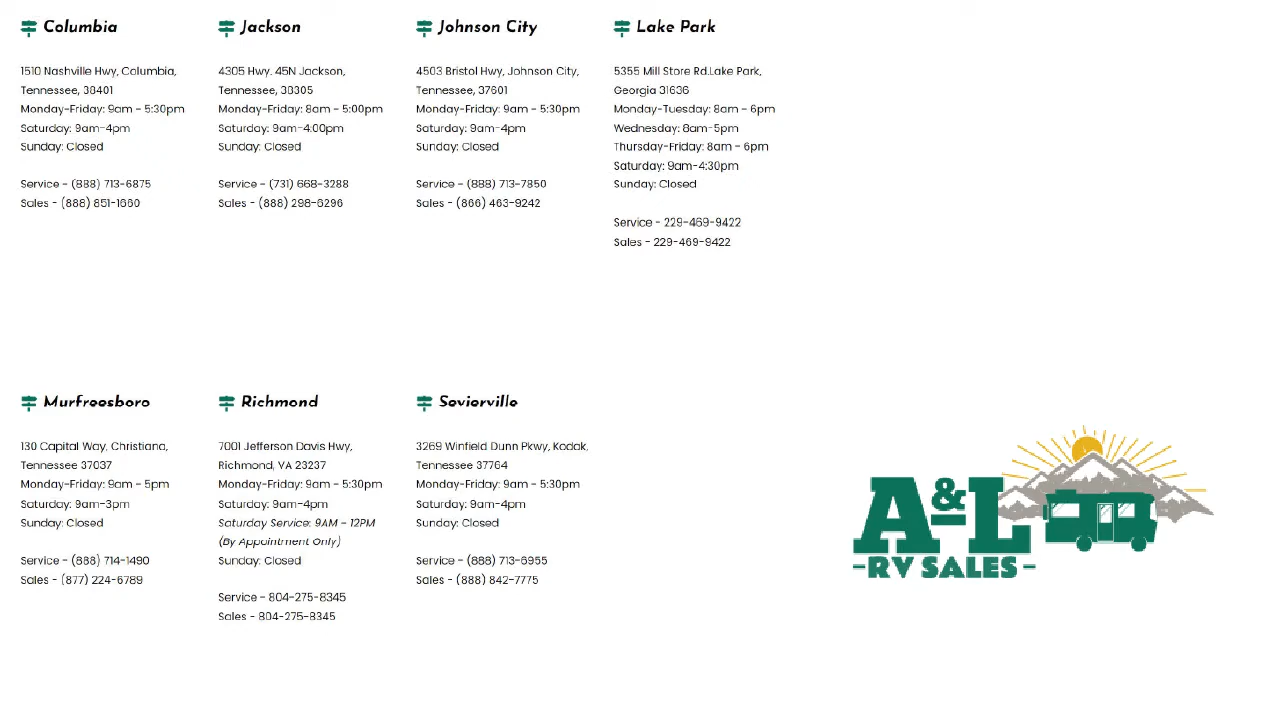 Columbia
1510 Nashville Hwy, Columbia,
Tennessee, 38401
Monday-Friday: 9am - 5:30pm
Saturday: 9am-4pm
Sunday: Closed
Service - (888) 713-6875
Sales - (888) 851-1660
Jackson
4305 Hwy. 45N Jackson,
Tennessee, 38305
Monday-Friday: 8am - 5:00pm
Saturday: 9am-4:00pm
Sunday: Closed
Service - (731) 668-3288
Sales - (888) 298-6296
Johnson City
4503 Bristol Hwy, Johnson City,
Tennessee, 37601
Monday-Friday: 9am - 5:30pm
Saturday: 9am-4pm
Sunday: Closed
Service - (888) 713-7850
Sales - (866) 463-9242
Lake Park
5355 Mill Store Rd.Lake Park,
Georgia 31636
Monday-Tuesday: 8am - 6pm
Wednesday: 8am-5pm
Thursday-Friday: 8am - 6pm
Saturday: 9am-4:30pm
Sunday: Closed
Service - 229-469-9422
Sales - 229-469-9422
Murfreesboro
130 Capital Way, Christiana,
Tennessee 37037
Monday-Friday: 9am - 5pm
Saturday: 9am-3pm
Sunday: Closed
Service - (888) 714-1490
Sales - (877) 224-6789
Richmond
7001 Jefferson Davis Hwy,
Richmond, VA 23237
Monday-Friday: 9am - 5:30pm
Saturday: 9am-4pm
Saturday Service: 9AM - 12PM
(By Appointment Only)
Sunday: Closed
Service - 804-275-8345
Sales - 804-275-8345
Sevierville
3269 Winfield Dunn Pkwy, Kodak,
Tennessee 37764
Monday-Friday: 9am - 5:30pm
Saturday: 9am-4pm
Sunday: Closed
Service - (888) 713-6955
Sales - (888) 842-7775
A&L
-RV SALES-